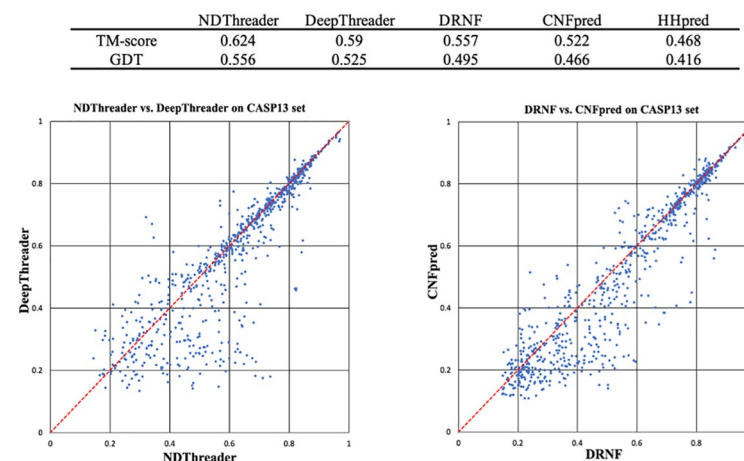 NDThreader DeepThreader DRNF CNFpred HHpred
TM-score 0.624 0.59 0.557 0.522 0.468
GDT 0.556 0.525 0.495 0.466 0.416
NDThreader vs. DeepThreader on CASP13 set
1
0.8
0.6
0.4
0.2
0
DeepThreader
0 0.2 0.4 0.6 0.8 1
NDThreader
DRNF vs. CNFpred on CASP13 set
1
0.8
0.6
0.4
0.2
0
CNFpred
0 0.2 0.4 0.6 0.8
DRNF